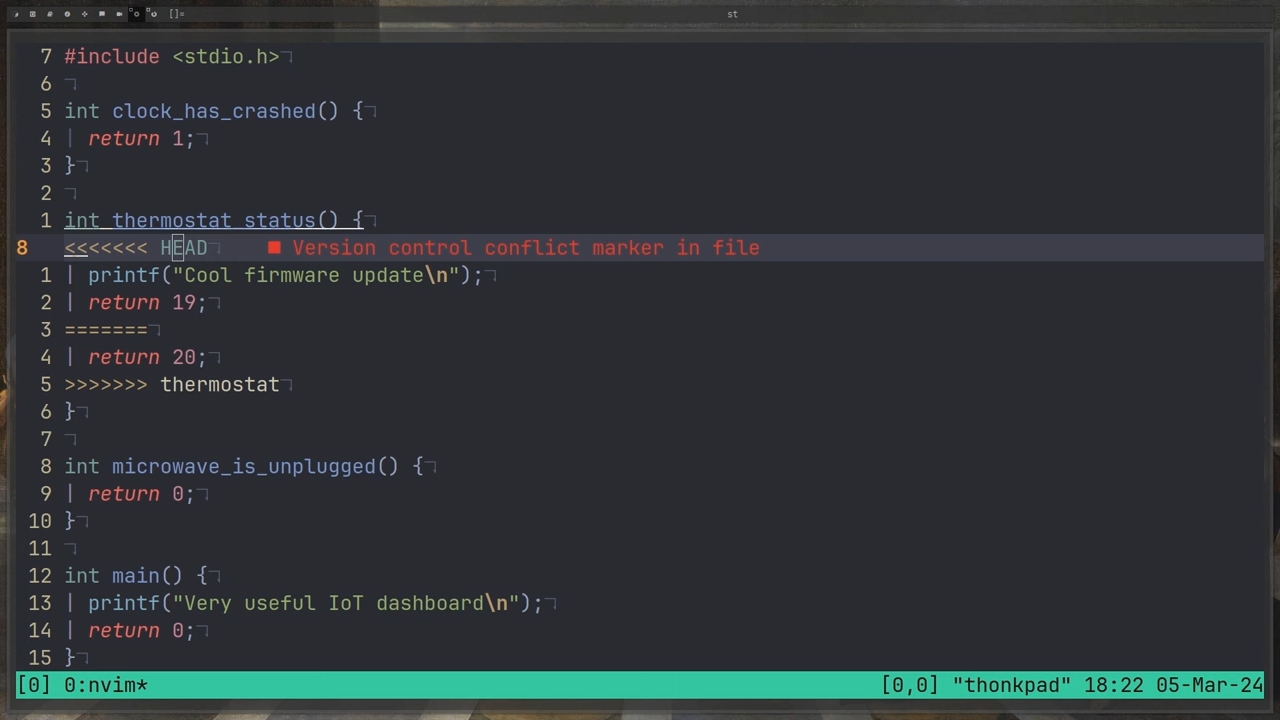 []=
st
7 #include <stdio.h>
6
5 int clock_has_crashed() {
4 | return 1;
3 }
2
1 int thermostat_status() {
8 <<<<<<< HEAD ■ Version control conflict marker in file
1 | printf("Cool firmware update\n");
2 | return 19;
3 =======
4 | return 20;
5 >>>>>>> thermostat
6 }
7
8 int microwave_is_unplugged() {
9 | return 0;
10 }
11
12 int main() {
13 | printf("Very useful IoT dashboard\n");
14 | return 0;
15 }
[0] 0:nvim* [0,0] "thonkpad" 18:22 05-Mar-24